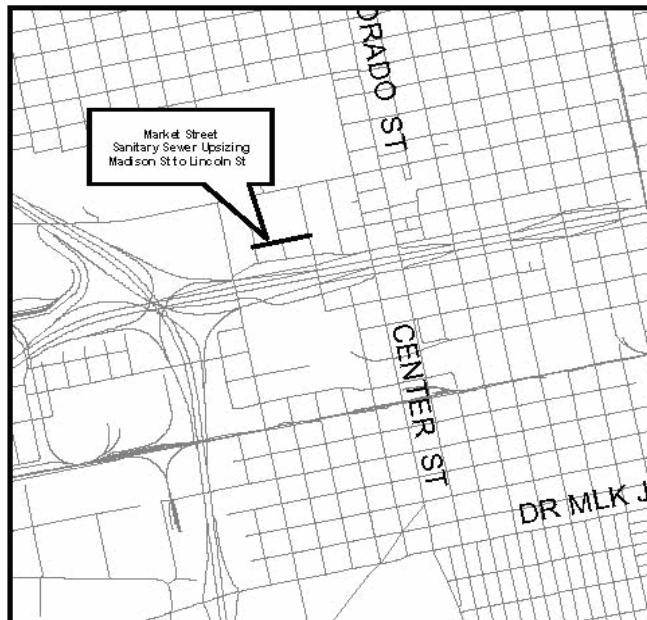 ORADO ST
Market Street
Sanitary Sewer Upsizing
Madison St to Lincoln St
CENTER ST
DR MLK J